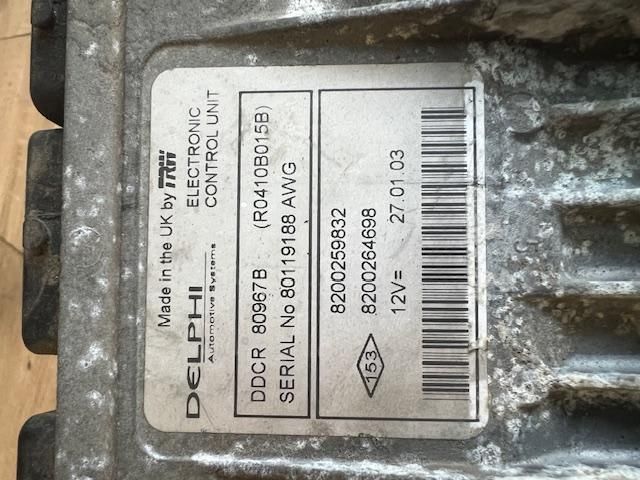 Made in the UK by TRW
DELPHI
Automotive Systems
ELECTRONIC
CONTROL UNIT
DDCR 80967B (R0410B015B)
SERIAL No 80119188 AWG
8200259832
8200264698
153
12V= 27.01.03